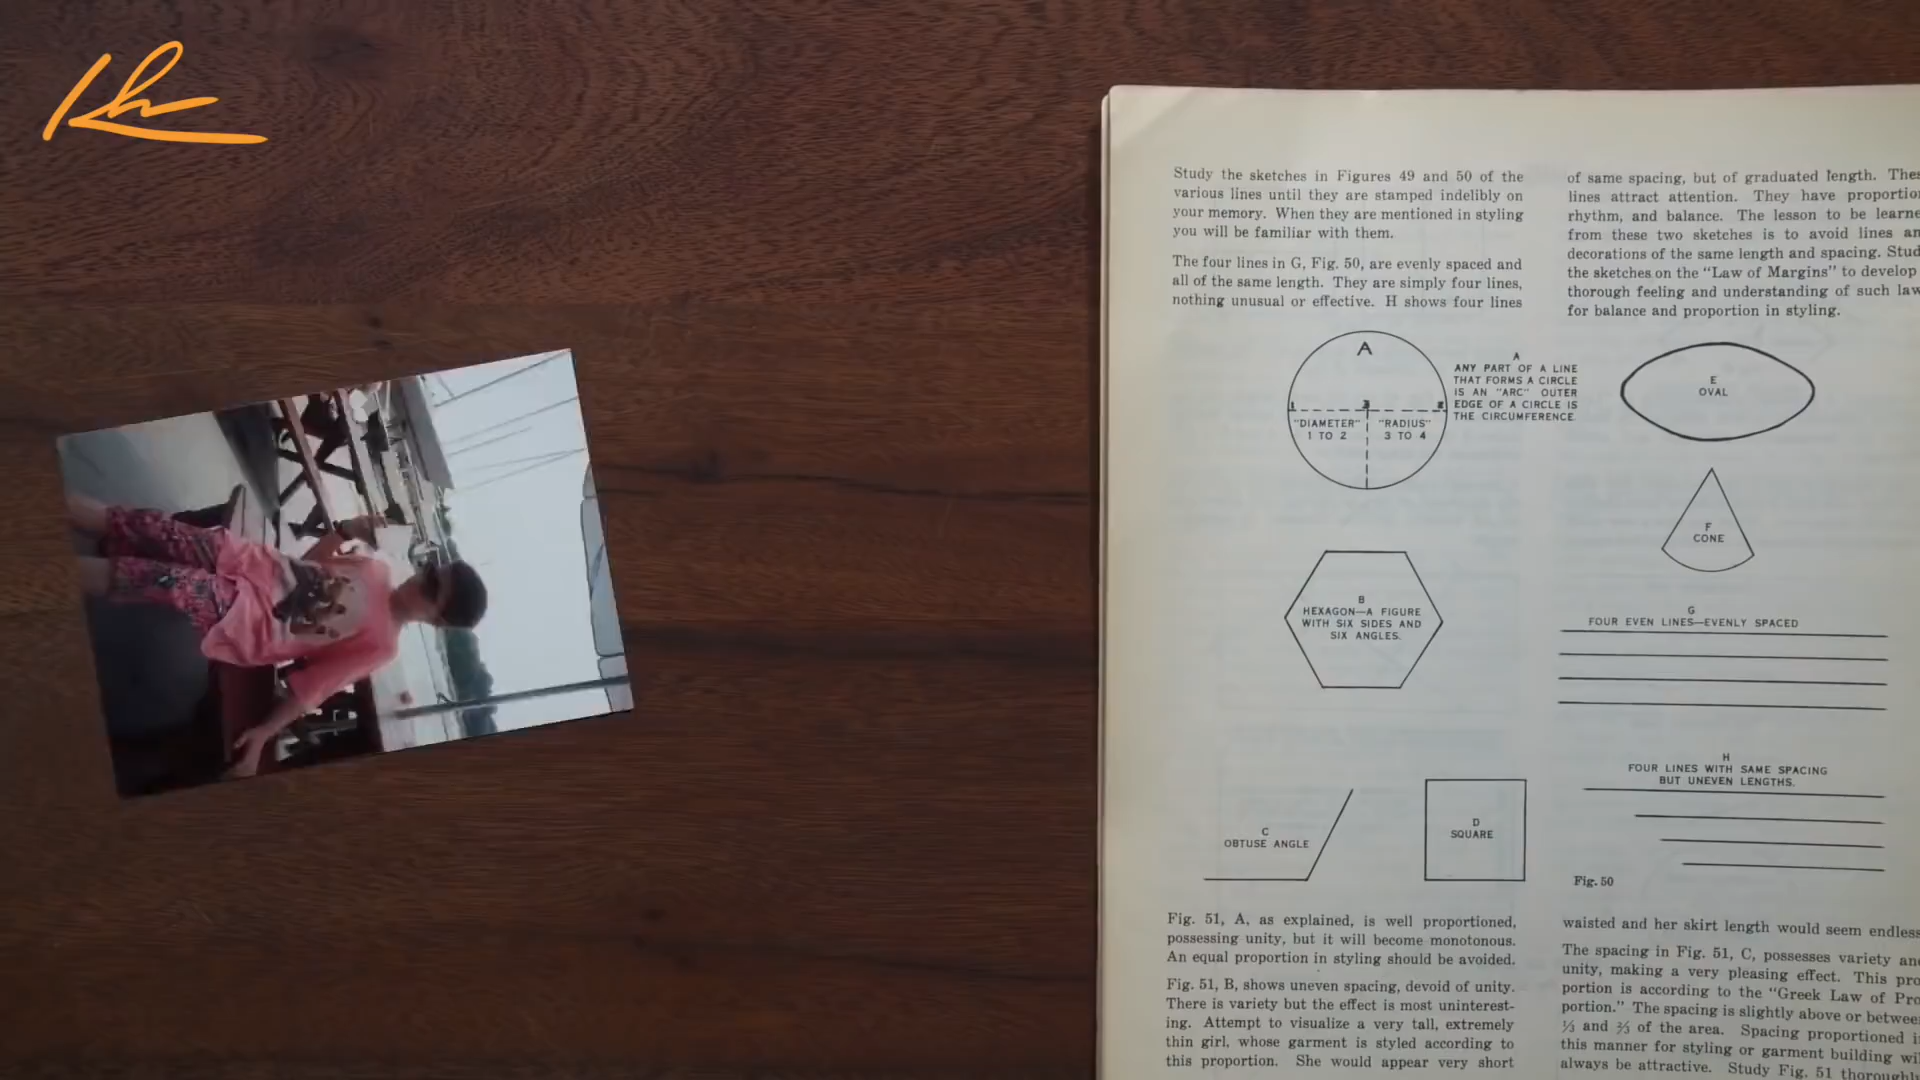 Study the sketches in Figures 49 and 50 of the
various lines until they are stamped indelibly on
your memory. When they are mentioned in styling
you will be familiar with them.
The four lines in G, Fig. 50, are evenly spaced and
all of the same length. They are simply four lines,
nothing unusual or effective. H shows four lines
of same spacing, but of graduated length.
lines attract attention. They have
rhythm, and balance. The lesson to be
from these two sketches is to avoid lines
decorations of the same length and spacing.
the sketches on the "Law of Margins" to develop
thorough feeling and understanding of such
for balance and proportion in styling.
A
1 3 2
"DIAMETER" "RADIUS"
1 TO 2 3 TO 4
A
ANY PART OF A LINE
THAT FORMS A CIRCLE
IS AN "ARC" OUTER
EDGE OF A CIRCLE IS
THE CIRCUMFERENCE.
E
OVAL
F
CONE
B
HEXAGON—A FIGURE
WITH SIX SIDES AND
SIX ANGLES.
G
FOUR EVEN LINES—EVENLY SPACED
H
FOUR LINES WITH SAME SPACING
BUT UNEVEN LENGTHS.
C
OBTUSE ANGLE
D
SQUARE
Fig. 50
Fig. 51, A, as explained, is well proportioned,
possessing unity, but it will become monotonous.
An equal proportion in styling should be avoided.
Fig. 51, B, shows uneven spacing, devoid of unity.
There is variety but the effect is most uninterest-
ing. Attempt to visualize a very tall, extremely
thin girl, whose garment is styled according to
this proportion. She would appear very short
waisted and her skirt length would seem
The spacing in Fig. 51, C, possesses variety
unity, making a very pleasing effect. This
portion is according to the "Greek Law of
portion." The spacing is slightly above or
⅓ and ⅔ of the area. Spacing proportioned
this manner for styling or garment building
always be attractive. Study Fig. 51